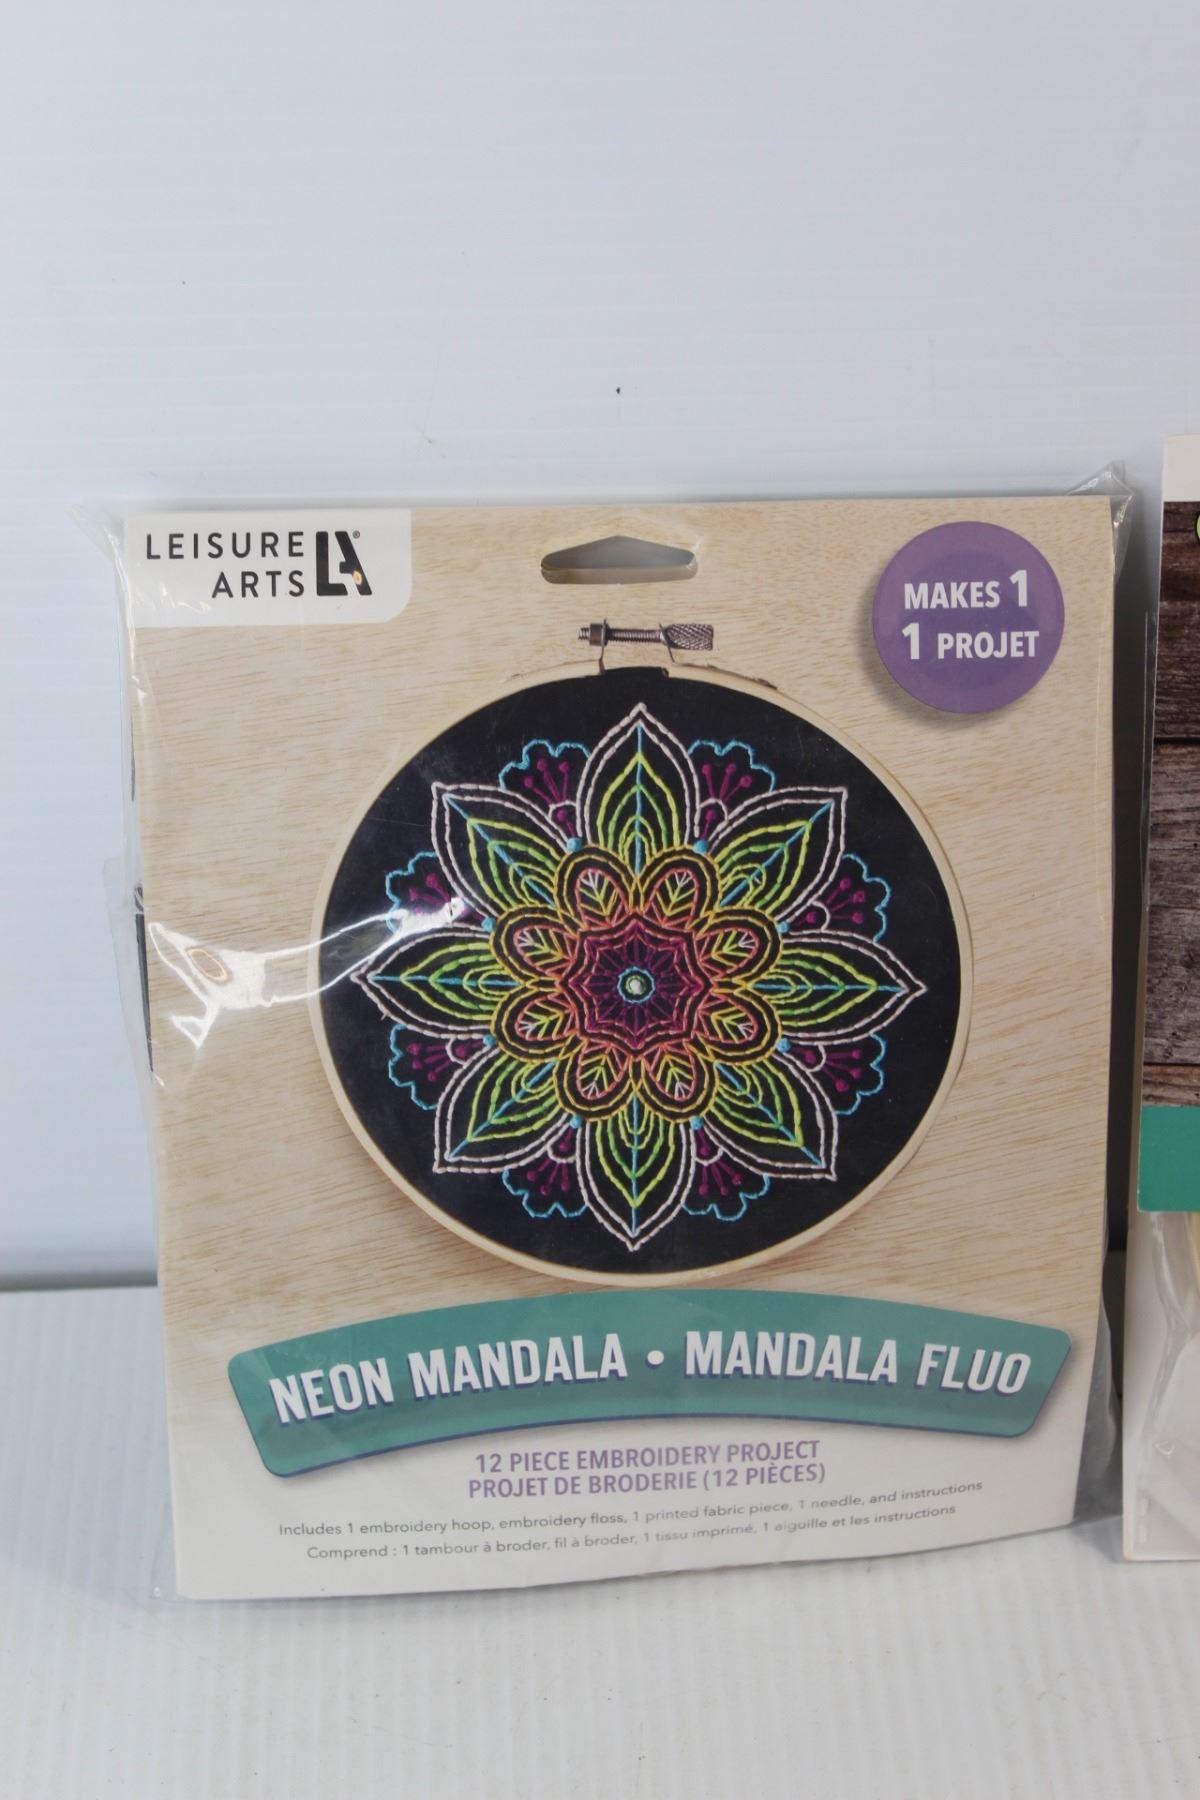 LEISURE
ARTS LA®
MAKES 1
1 PROJET
NEON MANDALA • MANDALA FLUO
12 PIECE EMBROIDERY PROJECT
PROJET DE BRODERIE (12 PIÈCES)
Includes 1 embroidery hoop, embroidery floss, 1 printed fabric piece, 1 needle, and instructions
Comprend : 1 tambour à broder, fil à broder, 1 tissu imprimé, 1 aiguille et les instructions